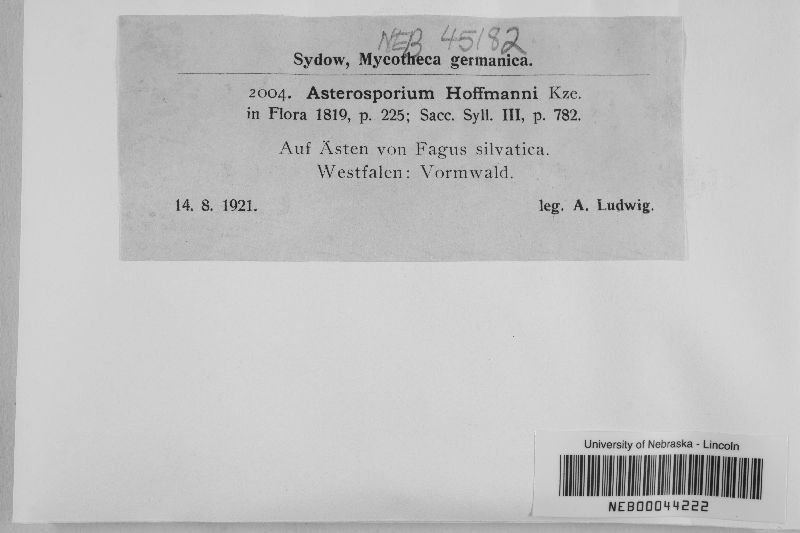 NEB 45182
Sydow, Mycotheca germanica.
2004. Asterosporium Hoffmanni Kze.
in Flora 1819, p. 225; Sacc. Syll. III, p. 782.
Auf Ästen von Fagus silvatica.
Westfalen: Vormwald.
14. 8. 1921. leg. A. Ludwig.
University of Nebraska - Lincoln
NEB00044222